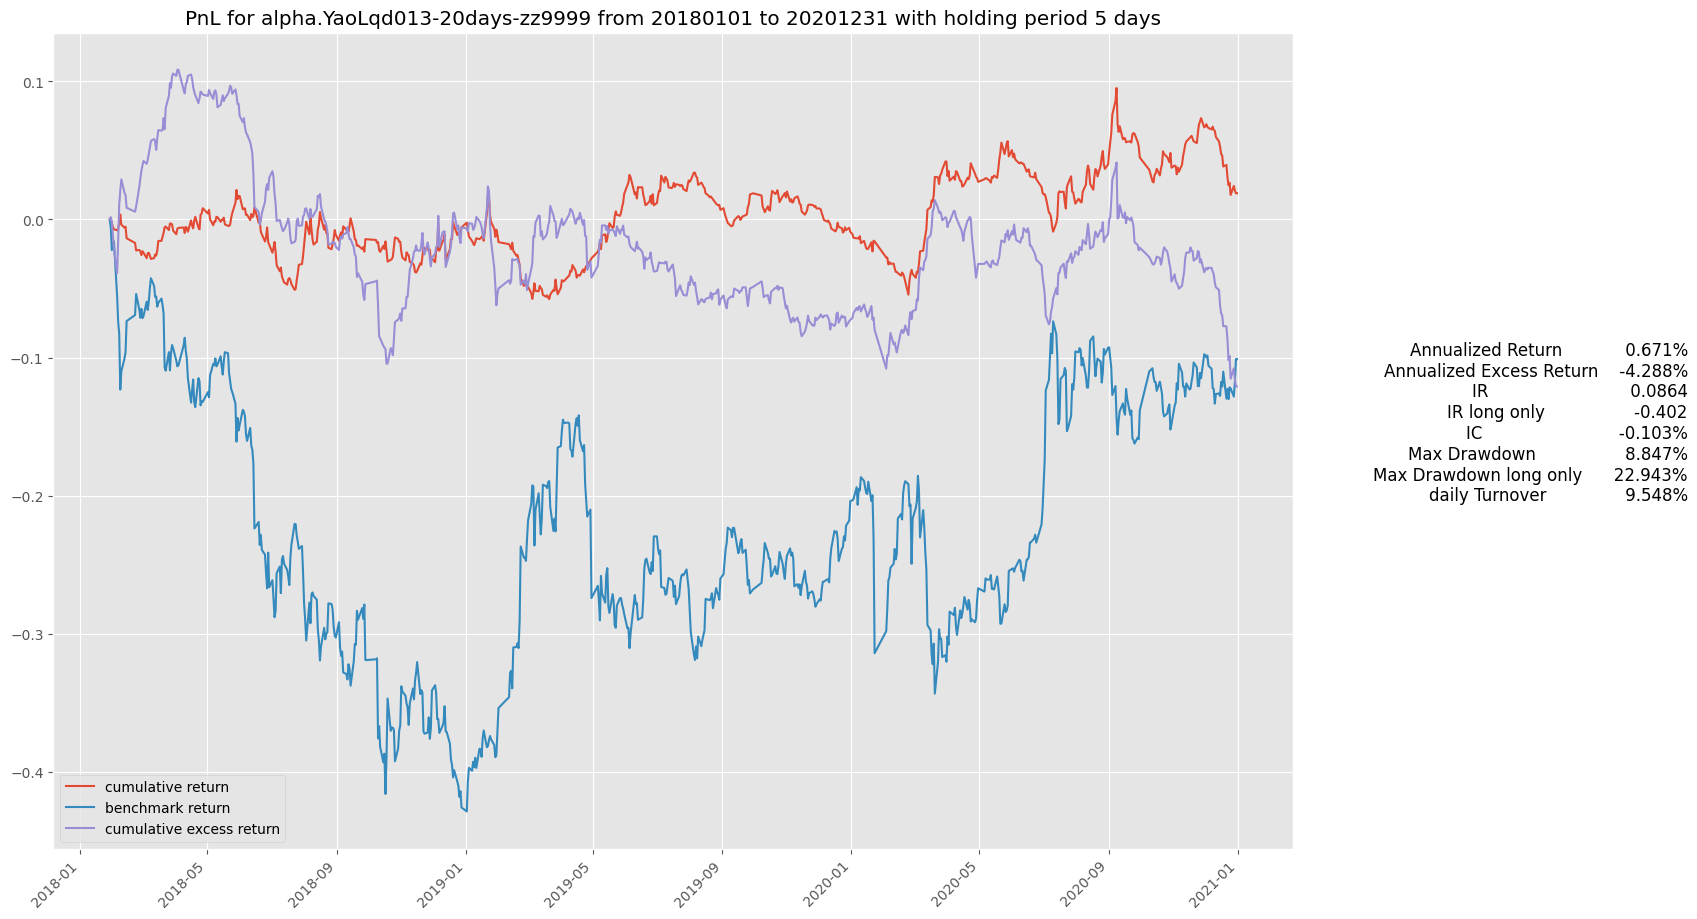 PnL for alpha.YaoLqd013-20days-zz9999 from 20180101 to 20201231 with holding period 5 days
0.1
0.0
−0.1
−0.2
−0.3
−0.4
cumulative return
benchmark return
cumulative excess return
2018-01
2018-05
2018-09
2019-01
2019-05
2019-09
2020-01
2020-05
2020-09
2021-01
Annualized Return 0.671%
Annualized Excess Return -4.288%
IR 0.0864
IR long only -0.402
IC -0.103%
Max Drawdown 8.847%
Max Drawdown long only 22.943%
daily Turnover 9.548%